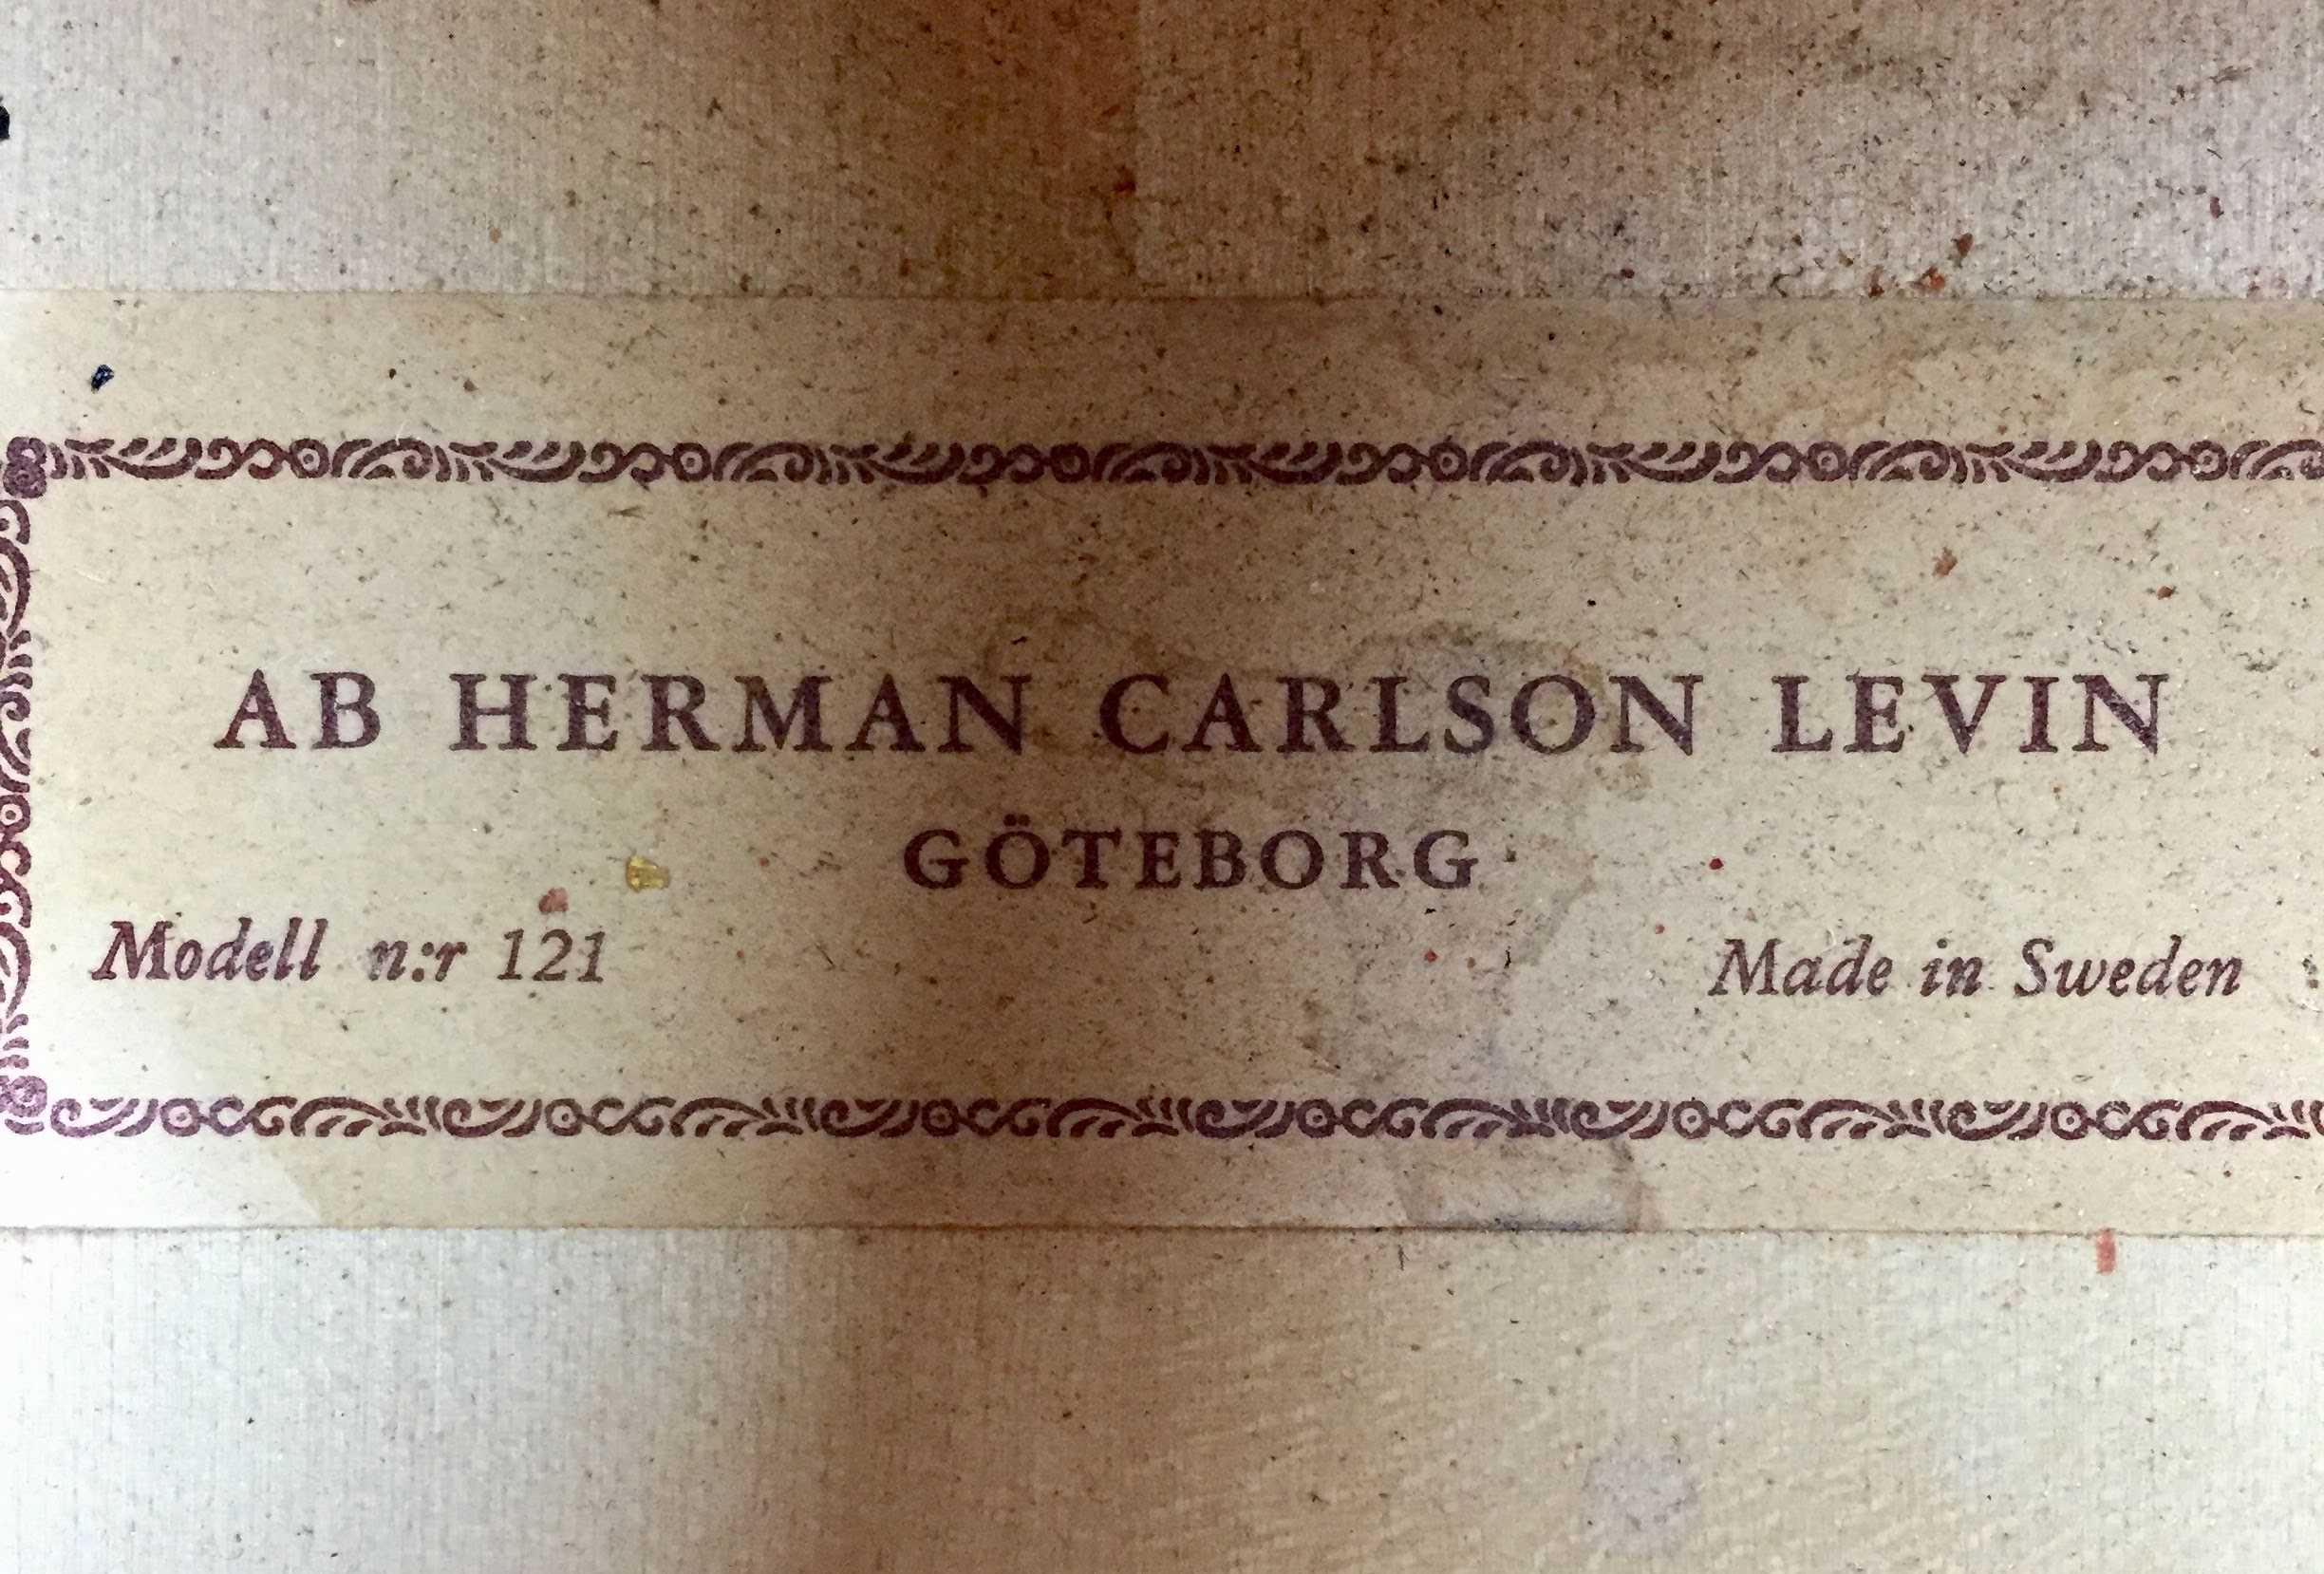 AB HERMAN CARLSON LEVIN
GÖTEBORG
Modell n:r 121
Made in Sweden